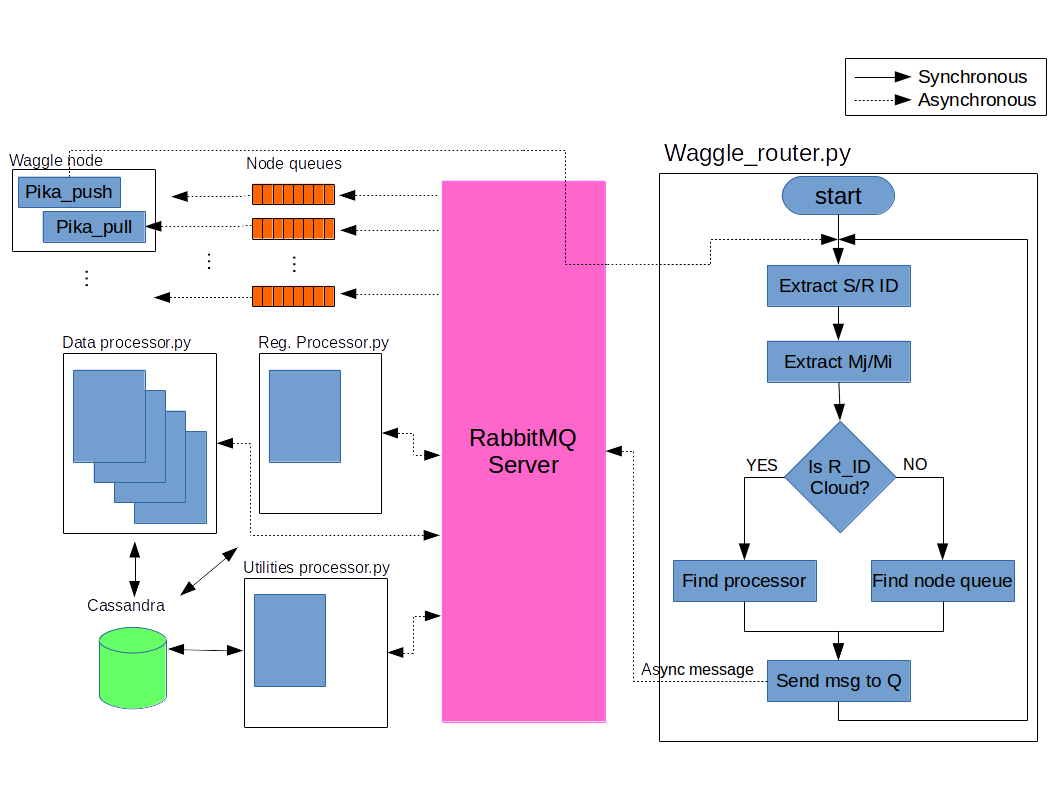 Synchronous
Asynchronous
Waggle_router.py
Waggle node
Node queues
Pika_push
Pika_pull
start
Extract S/R ID
Extract Mj/Mi
Data processor.py
Reg. Processor.py
RabbitMQ
Server
YES
Is R_ID
Cloud?
NO
Utilities processor.py
Find processor
Find node queue
Cassandra
Async message
Send msg to Q